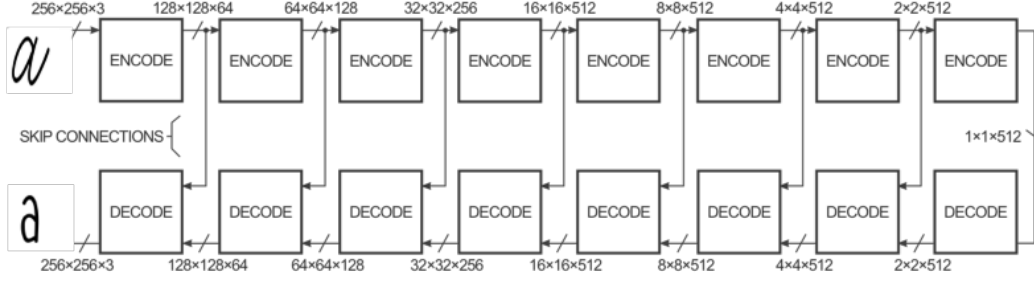 256×256×3 128×128×64 64×64×128 32×32×256 16×16×512 8×8×512 4×4×512 2×2×512
a ENCODE ENCODE ENCODE ENCODE ENCODE ENCODE ENCODE ENCODE
SKIP CONNECTIONS 1×1×512
a DECODE DECODE DECODE DECODE DECODE DECODE DECODE DECODE
256×256×3 128×128×64 64×64×128 32×32×256 16×16×512 8×8×512 4×4×512 2×2×512